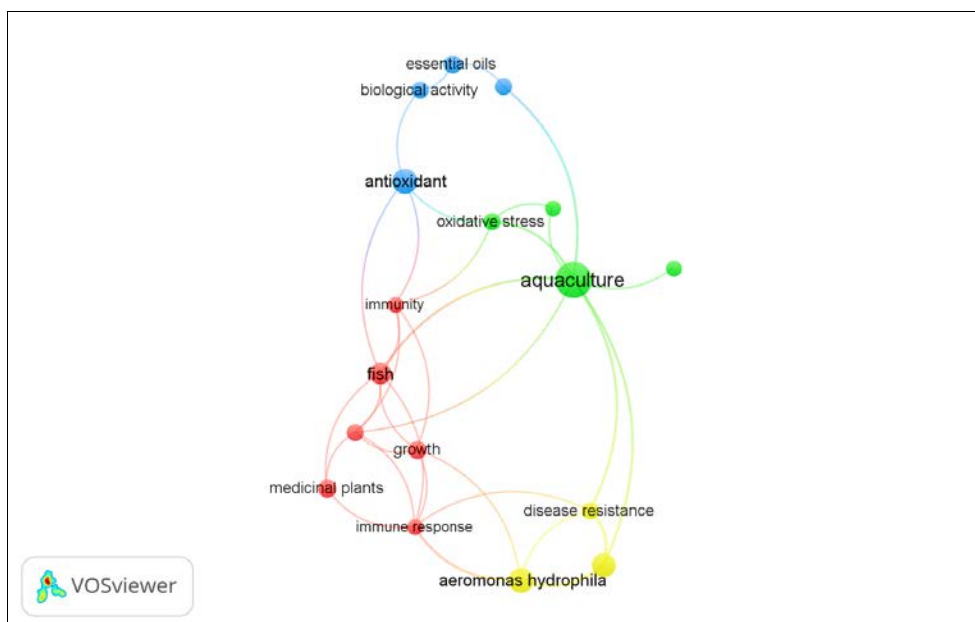 essential oils
biological activity
antioxidant
oxidative stress
aquaculture
immunity
fish
growth
medicinal plants
disease resistance
immune response
aeromonas hydrophila
VOSviewer